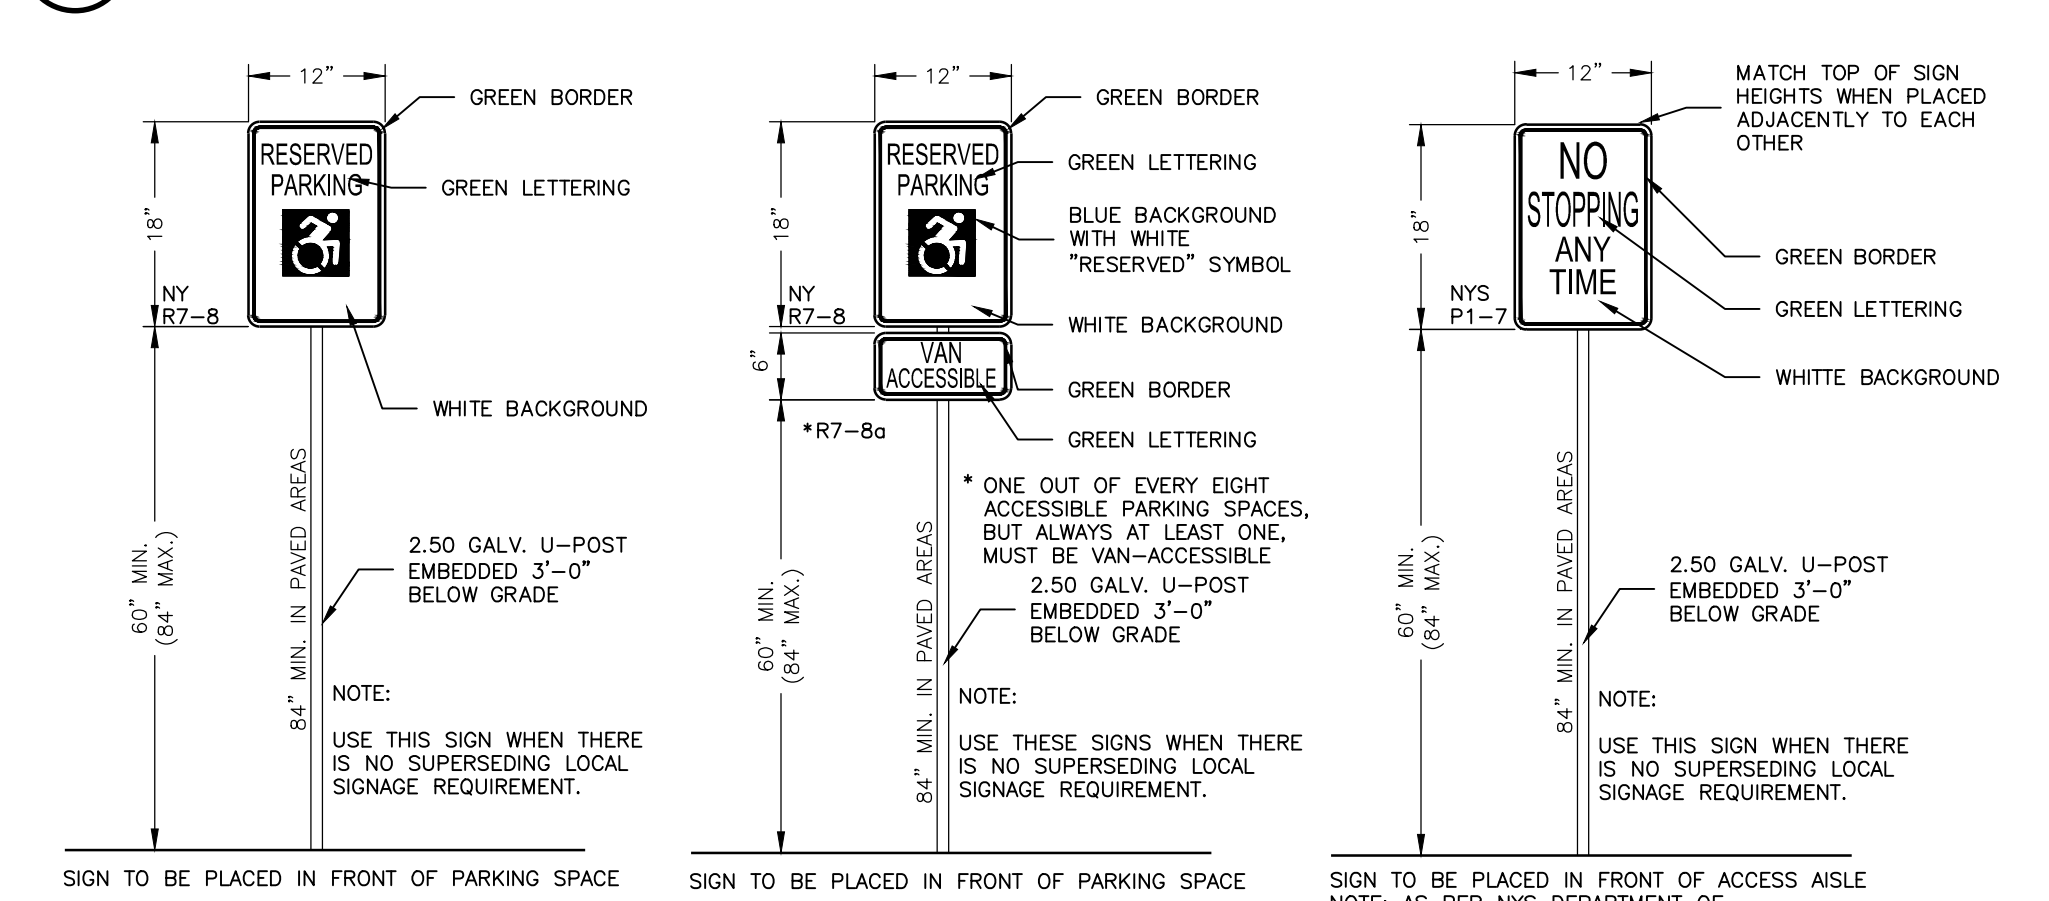 12”
GREEN BORDER
RESERVED
PARKING
GREEN LETTERING
18”
NY
R7-8
WHITE BACKGROUND
60” MIN.
(84” MAX.)
84” MIN. IN PAVED AREAS
2.50 GALV. U-POST
EMBEDDED 3'-0”
BELOW GRADE
NOTE:
USE THIS SIGN WHEN THERE
IS NO SUPERSEDING LOCAL
SIGNAGE REQUIREMENT.
SIGN TO BE PLACED IN FRONT OF PARKING SPACE
12”
GREEN BORDER
RESERVED
PARKING
GREEN LETTERING
18”
BLUE BACKGROUND
WITH WHITE
”RESERVED” SYMBOL
NY
R7-8
WHITE BACKGROUND
6”
VAN
ACCESSIBLE
GREEN BORDER
*R7-8a
GREEN LETTERING
* ONE OUT OF EVERY EIGHT
ACCESSIBLE PARKING SPACES,
BUT ALWAYS AT LEAST ONE,
MUST BE VAN-ACCESSIBLE
60” MIN.
(84” MAX.)
84” MIN. IN PAVED AREAS
2.50 GALV. U-POST
EMBEDDED 3'-0”
BELOW GRADE
NOTE:
USE THESE SIGNS WHEN THERE
IS NO SUPERSEDING LOCAL
SIGNAGE REQUIREMENT.
SIGN TO BE PLACED IN FRONT OF PARKING SPACE
12”
MATCH TOP OF SIGN
HEIGHTS WHEN PLACED
ADJACENTLY TO EACH
OTHER
NO
STOPPING
ANY
TIME
18”
GREEN BORDER
NYS
P1-7
GREEN LETTERING
WHITTE BACKGROUND
60” MIN.
(84” MAX.)
84” MIN. IN PAVED AREAS
2.50 GALV. U-POST
EMBEDDED 3'-0”
BELOW GRADE
NOTE:
USE THIS SIGN WHEN THERE
IS NO SUPERSEDING LOCAL
SIGNAGE REQUIREMENT.
SIGN TO BE PLACED IN FRONT OF ACCESS AISLE
NOTE: AS PER NYS DEPARTMENT OF